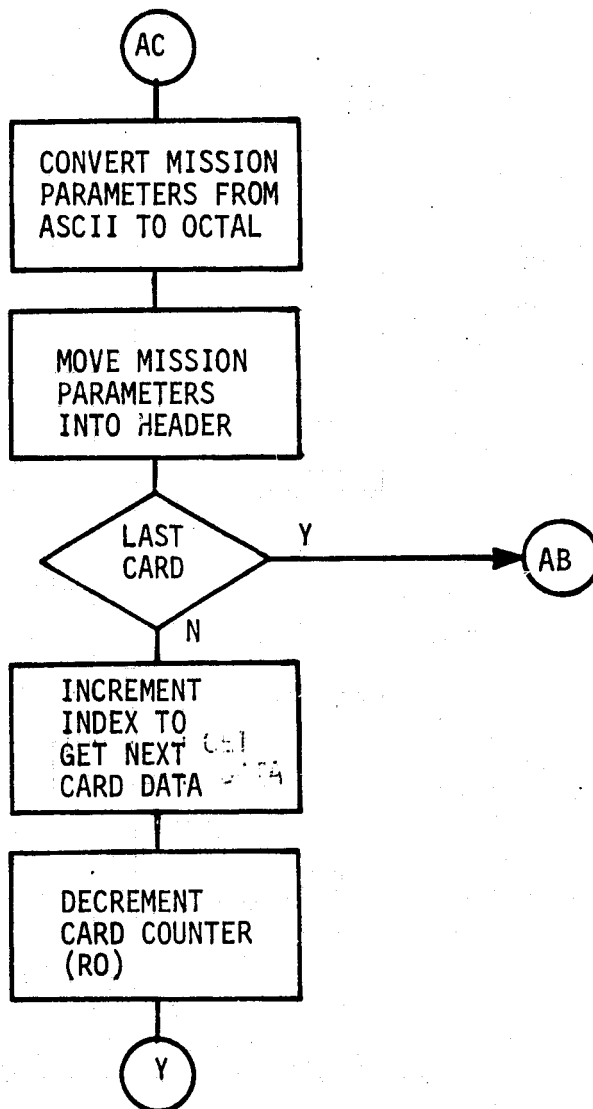 AC
CONVERT MISSION
PARAMETERS FROM
ASCII TO OCTAL
MOVE MISSION
PARAMETERS
INTO HEADER
LAST
CARD
Y
AB
N
INCREMENT
INDEX TO
GET NEXT
CARD DATA
DECREMENT
CARD COUNTER
(RO)
Y